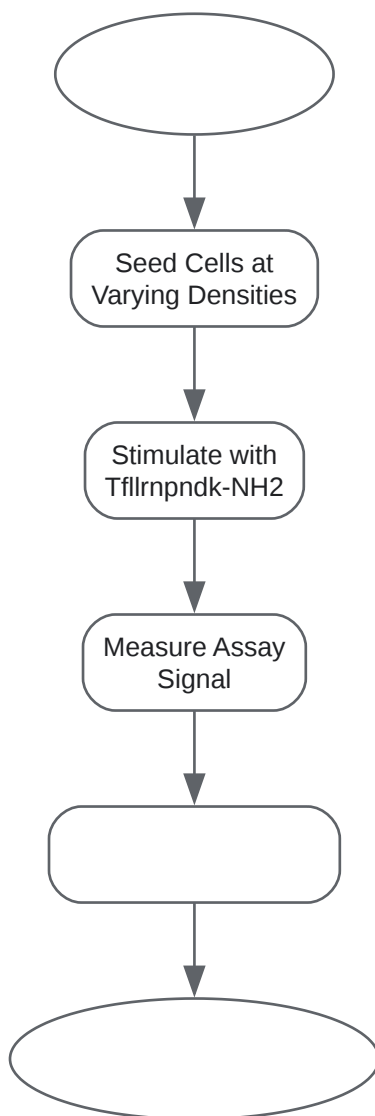 Seed Cells at
Varying Densities
Stimulate with
Tfllrnpndk-NH2
Measure Assay
Signal